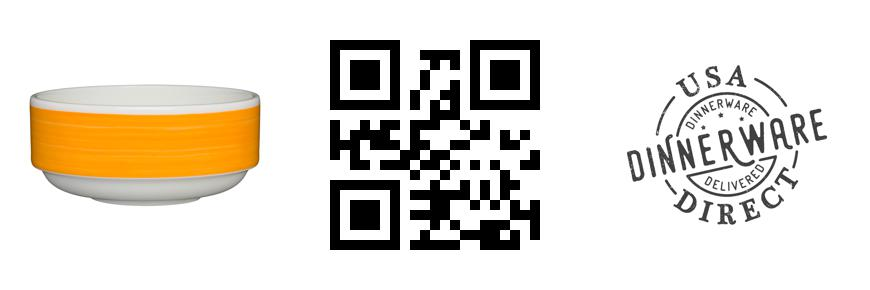 USA
DINNERWARE
DINNERWARE
DELIVERED
DIRECT